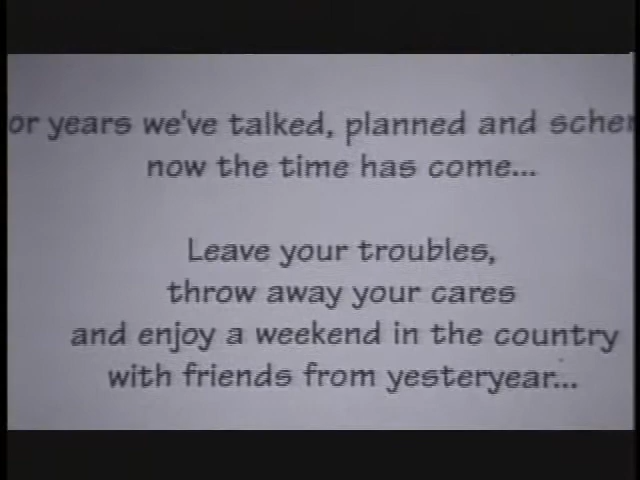 or years we've talked, planned and scher
now the time has come...
Leave your troubles,
throw away your cares
and enjoy a weekend in the country
with friends from yesteryear...